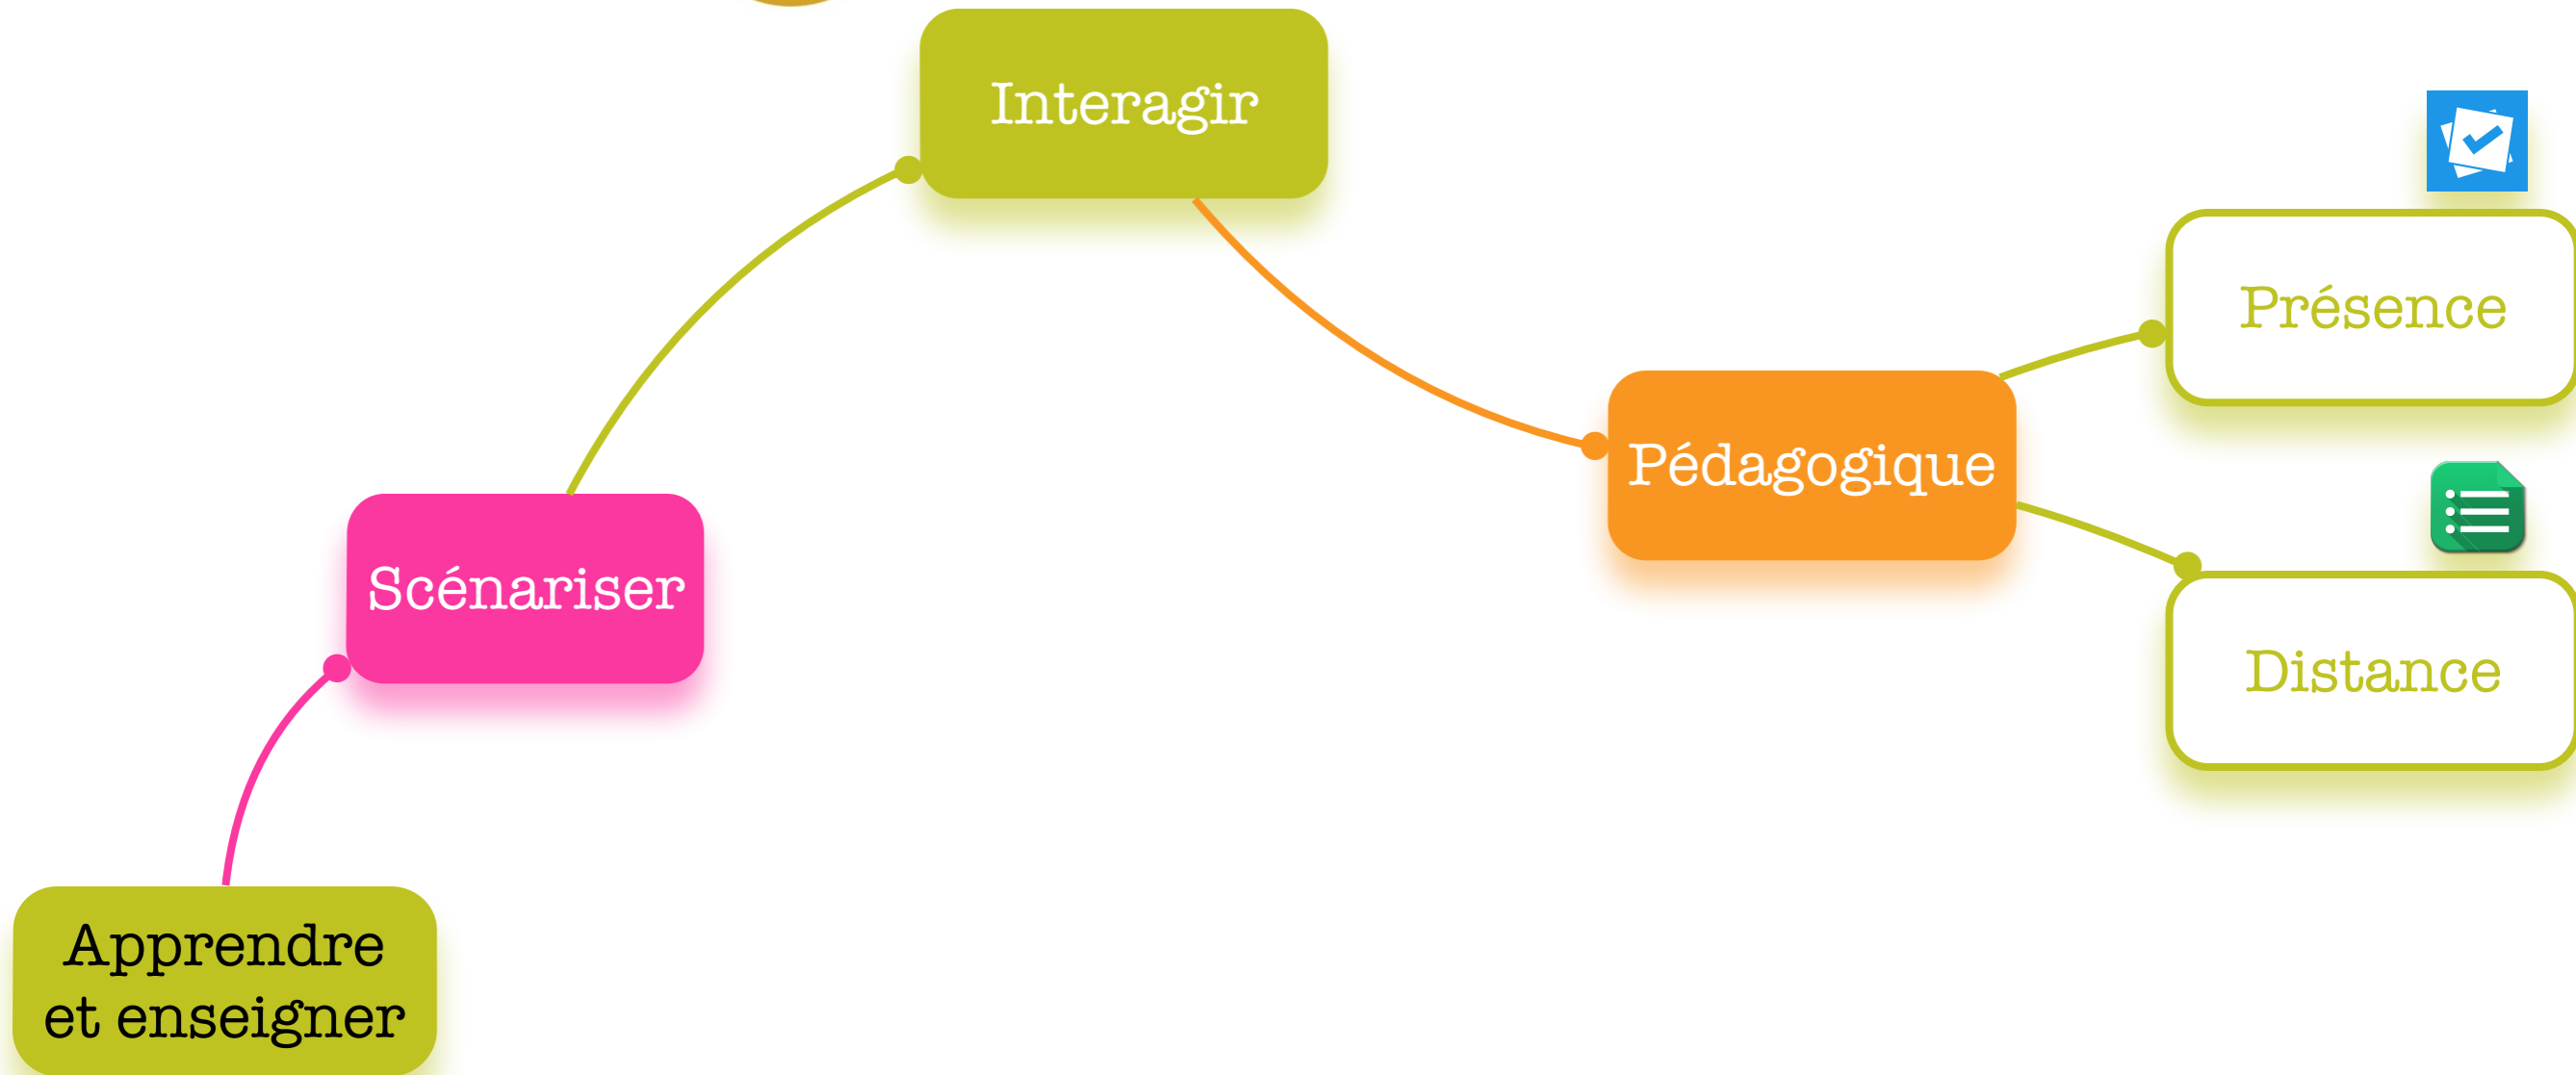 Interagir
Présence
Pédagogique
Scénariser
Distance
Apprendre
et enseigner